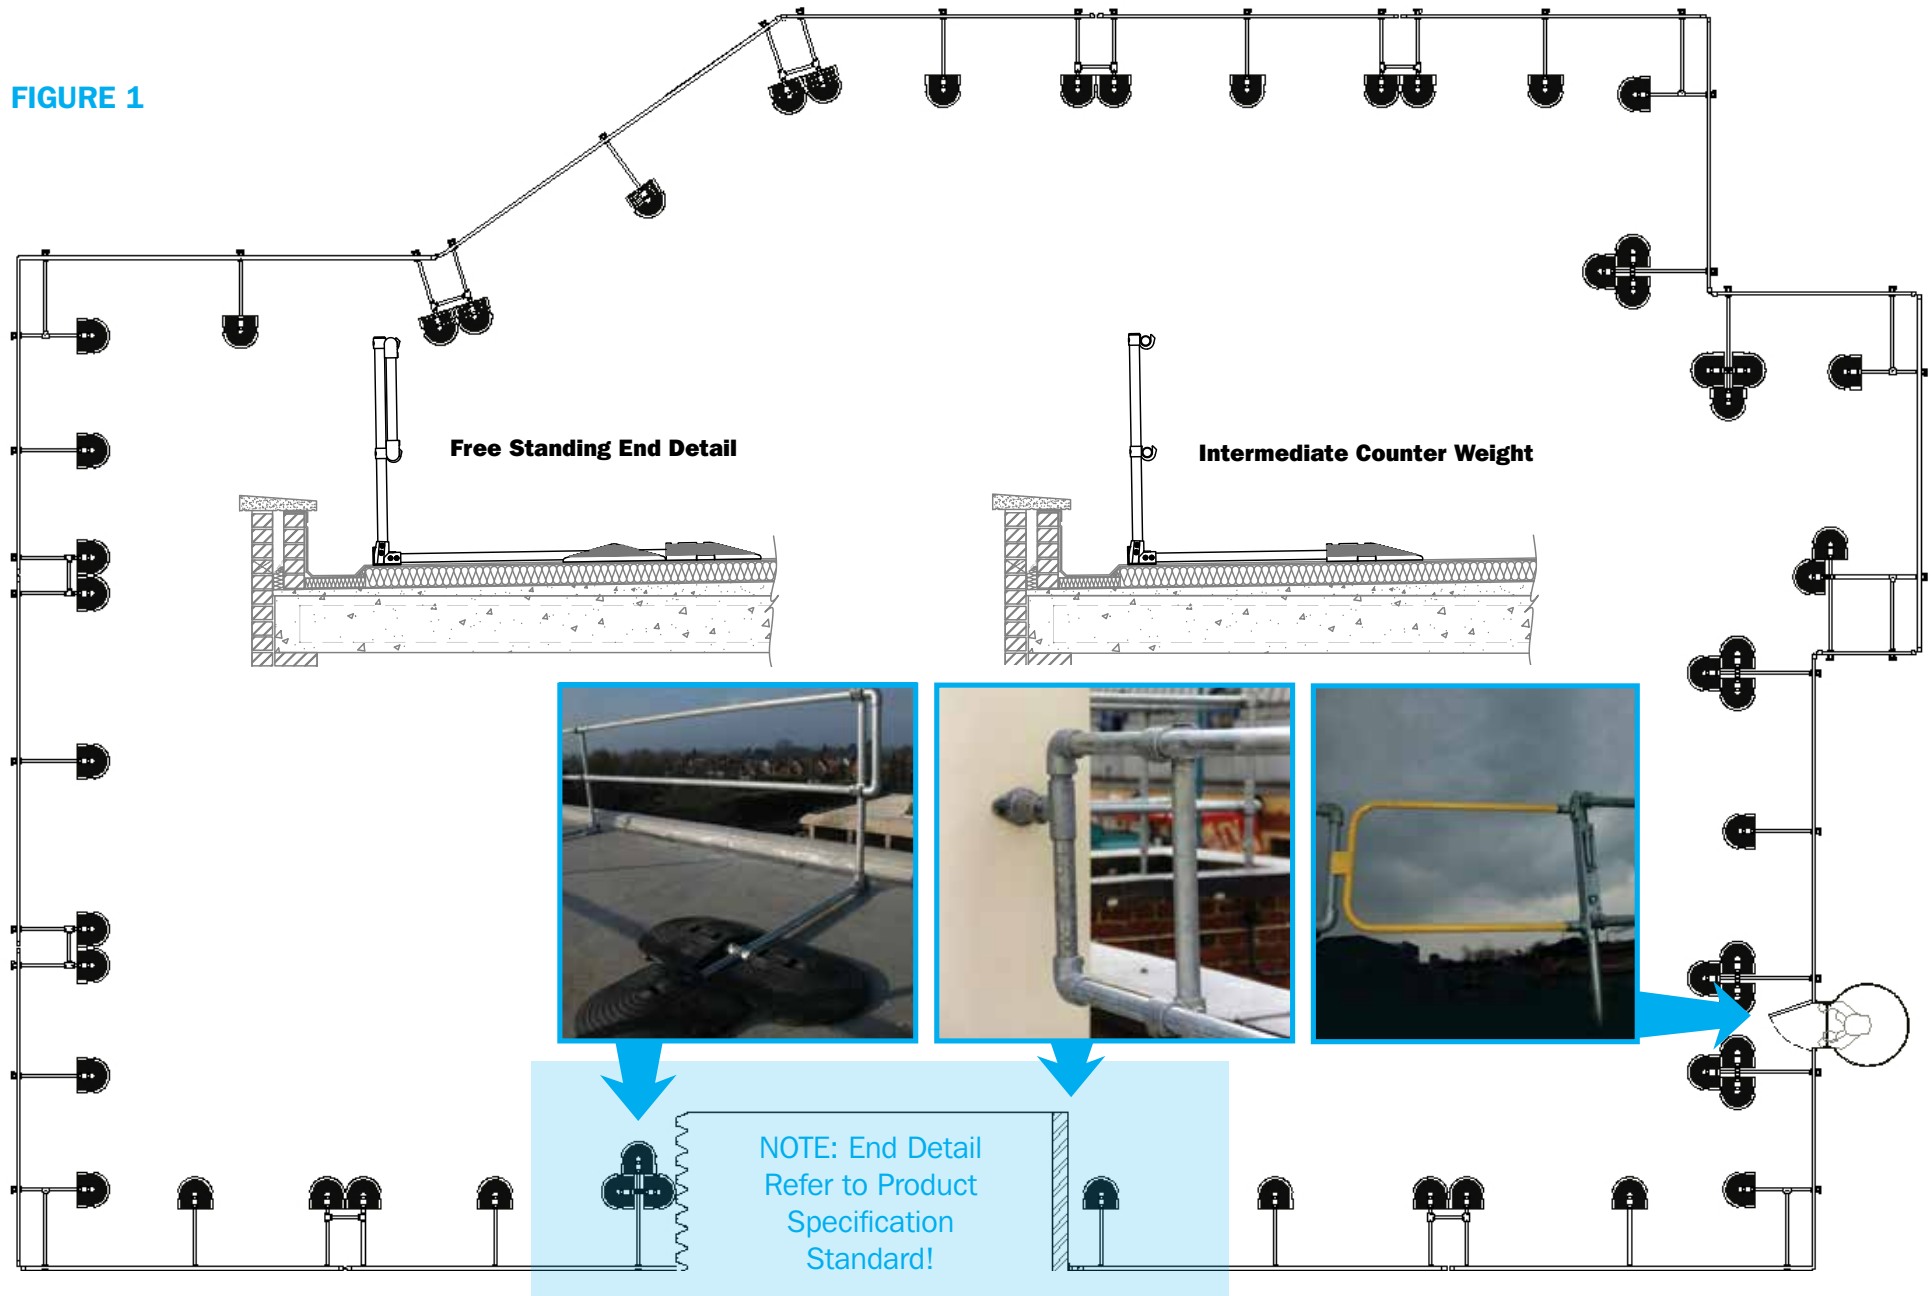 FIGURE 1
Free Standing End Detail
Intermediate Counter Weight
NOTE: End Detail
Refer to Product
Specification
Standard!